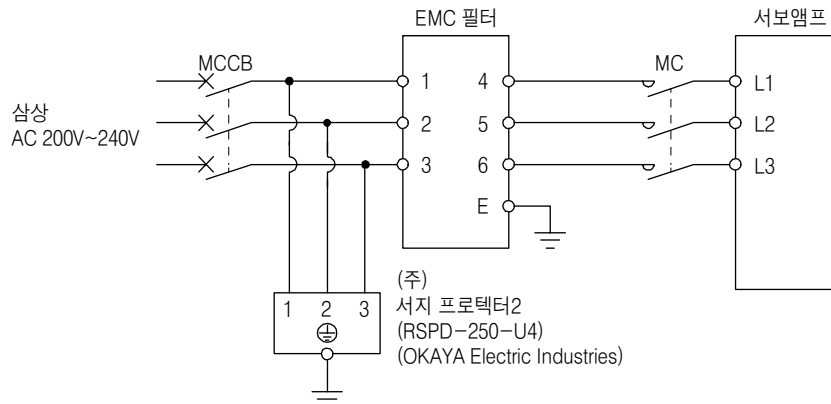 EMC 필터
서보앰프
MCCB
MC
삼상
AC 200V~240V
1 4
L1
2 5
L2
3 6
L3
E
(주)
1 2 3
서지 프로텍터2
(RSPD-250-U4)
(OKAYA Electric Industries)